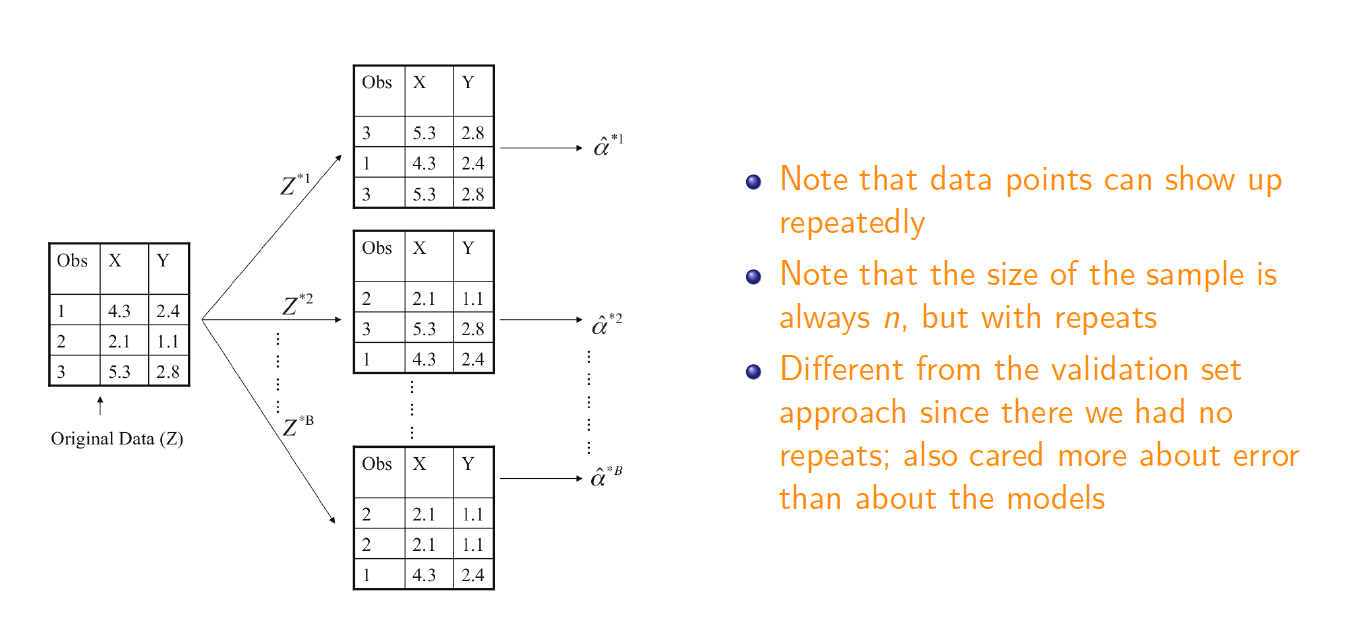 Obs X Y
1 4.3 2.4
2 2.1 1.1
3 5.3 2.8
Original Data (Z)
Z*1
Obs X Y
3 5.3 2.8
1 4.3 2.4
3 5.3 2.8
α̂*1
Z*2
Obs X Y
2 2.1 1.1
3 5.3 2.8
1 4.3 2.4
α̂*2
Z*B
Obs X Y
2 2.1 1.1
2 2.1 1.1
1 4.3 2.4
α̂*B
Note that data points can show up
repeatedly
Note that the size of the sample is
always n, but with repeats
Different from the validation set
approach since there we had no
repeats; also cared more about error
than about the models